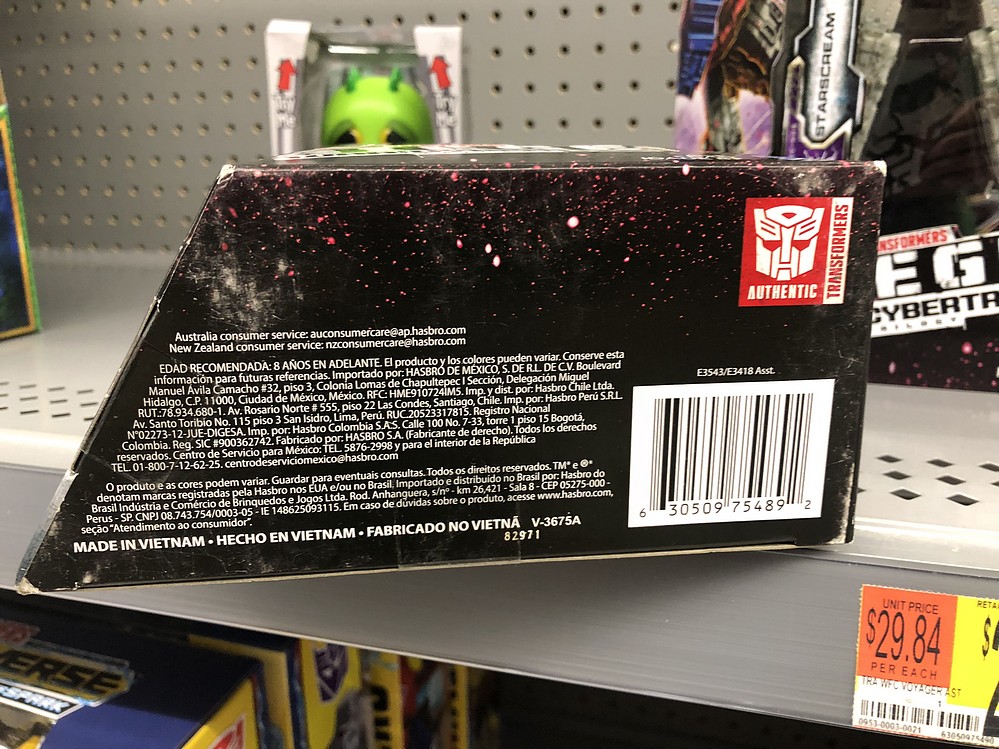 STARSCREAM
TRANSFORMERS
AUTHENTIC
CYBERTR
Australia consumer service: auconsumercare@ap.hasbro.com
New Zealand consumer service: nzconsumercare@hasbro.com
EDAD RECOMENDADA: 8 AÑOS EN ADELANTE. El producto y los colores pueden variar. Conserve esta
información para futuras referencias. Importado por: HASBRO DE MÉXICO, S. DE R.L. DE C.V. Boulevard
Manuel Ávila Camacho #32, piso 3, Colonia Lomas de Chapultepec I Sección, Delegación Miguel
Hidalgo, C.P. 11000, Ciudad de México, México. RFC: HME910724IM5. Imp. y dist. por: Hasbro Chile Ltda.
RUT.:78.934.680-1. Av. Rosario Norte # 555, piso 22 Las Condes, Santiago, Chile. Imp. por: Hasbro Perú S.R.L.
Av. Santo Toribio No. 115 piso 3 San Isidro, Lima, Perú. RUC.20523317815. Registro Nacional
N°02273-12-JUE-DIGESA. Imp. por: Hasbro Colombia S.A.S. Calle 100 No. 7-33, torre 1 piso 15 Bogotá,
Colombia. Reg. SIC #900362742. Fabricado por: HASBRO S.A. (Fabricante de derecho). Todos los derechos
reservados. Centro de Servicio para México: TEL. 5876-2998 y para el interior de la República
TEL. 01-800-7-12-62-25. centrodeserviciomexico@hasbro.com
O produto e as cores podem variar. Guardar para eventuais consultas. Todos os direitos reservados. TM* e ®*
denotam marcas registradas pela Hasbro nos EUA e/ou no Brasil. Importado e distribuído no Brasil por: Hasbro do
Brasil Indústria e Comércio de Brinquedos e Jogos Ltda. Rod. Anhanguera, s/nº - km 26,421 - Sala 8 - CEP 05275-000 -
Perus - SP. CNPJ 08.743.754/0003-05 - IE 148625093115. Em caso de dúvidas sobre o produto, acesse www.hasbro.com,
seção "Atendimento ao consumidor".
MADE IN VIETNAM • HECHO EN VIETNAM • FABRICADO NO VIETNÃ V-3675A
82971
E3543/E3418 Asst.
6 30509 75489 2
UNIT PRICE
$29.84
PER EACH
TRA WFC VOYAGER AST
0953-0003-0021